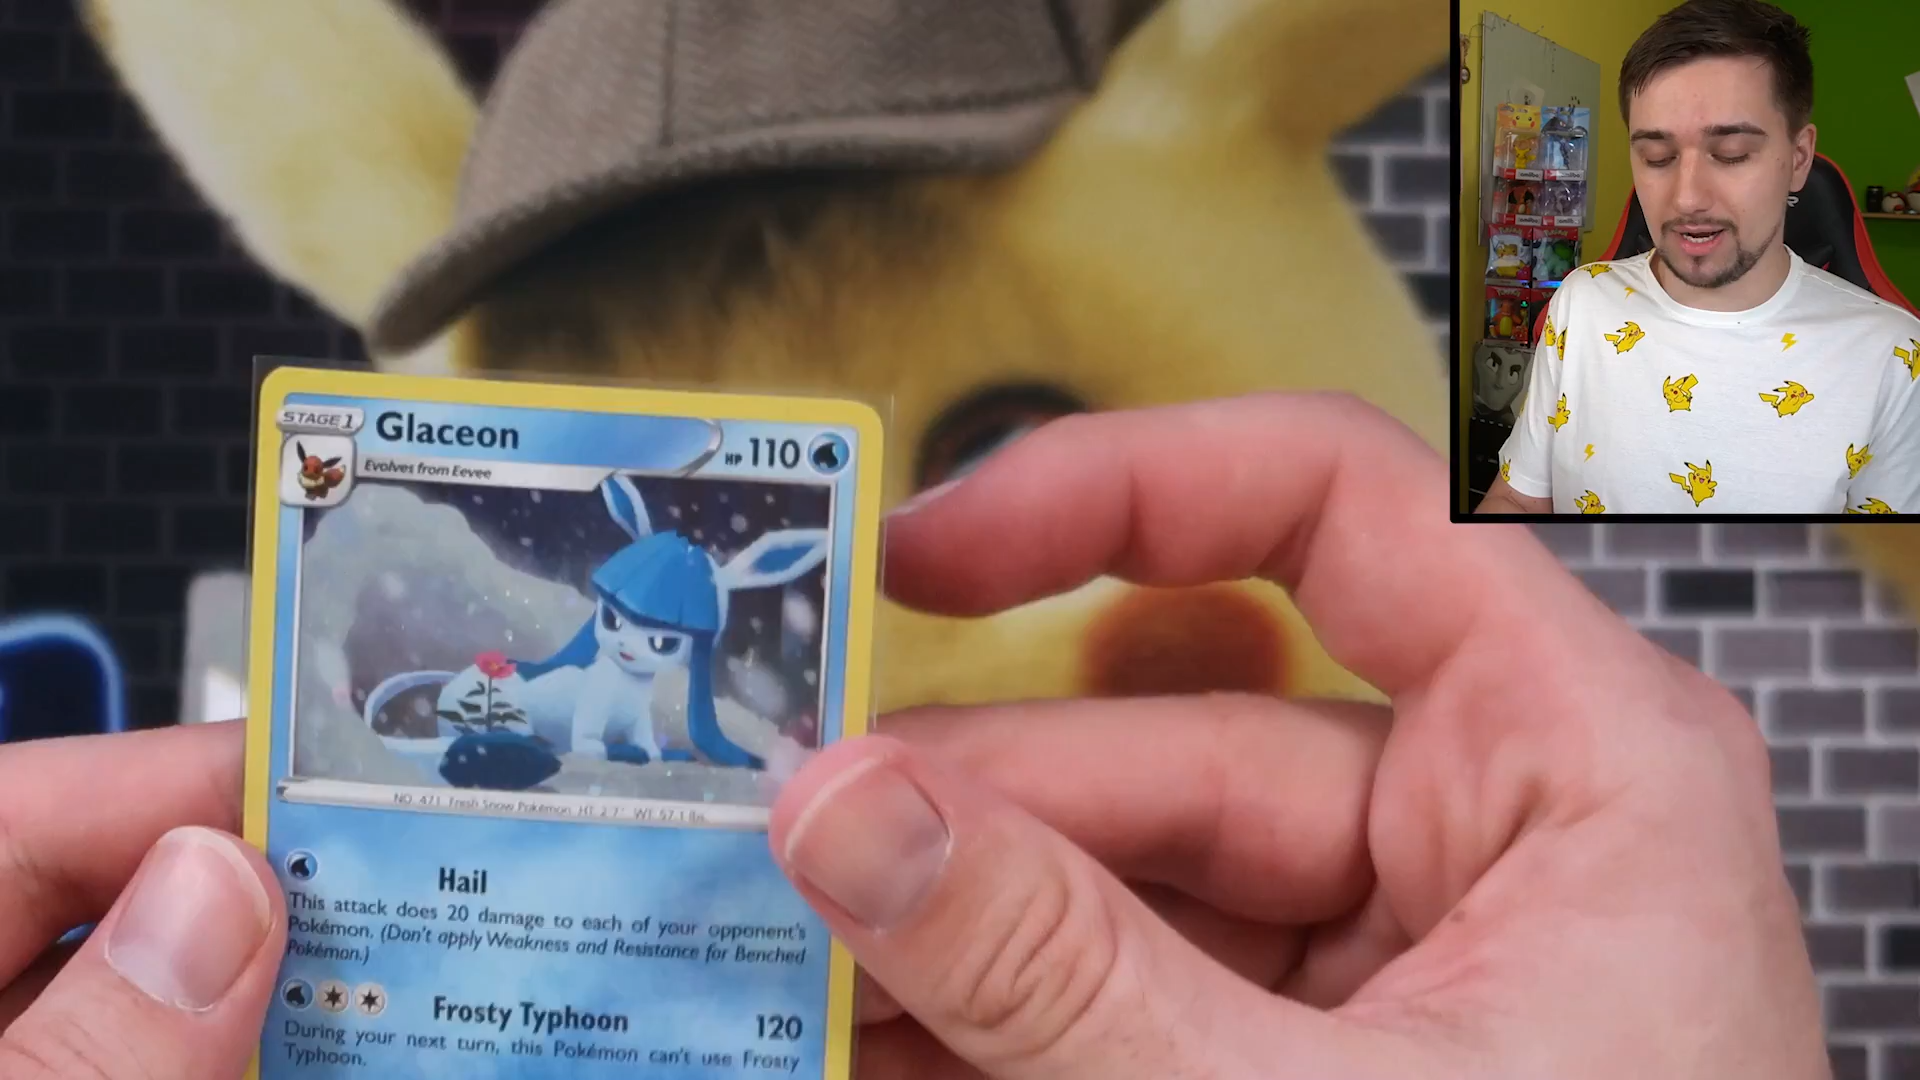 STAGE 1
Glaceon
HP 110
Evolves from Eevee
NO. 471 Fresh Snow Pokémon HT: 2'7" WT: 57.1 lbs.
Hail
This attack does 20 damage to each of your opponent's
Pokémon. (Don't apply Weakness and Resistance for Benched
Pokémon.)
Frosty Typhoon 120
During your next turn, this Pokémon can't use Frosty
Typhoon.